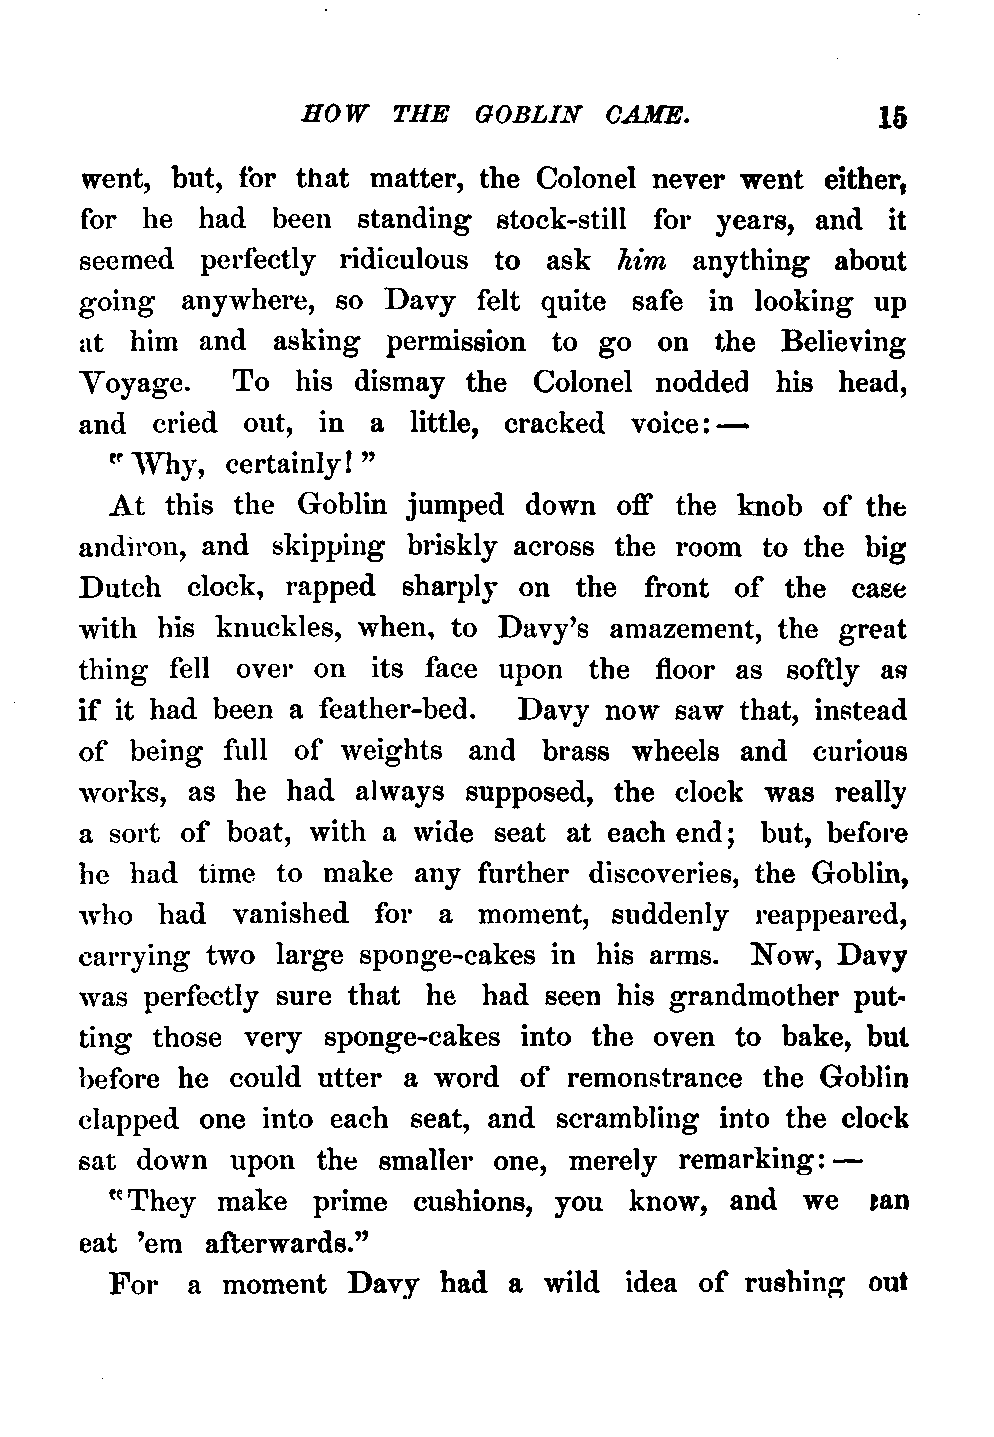 HOW THE GOBLIN CAME. 15
went, but, for that matter, the Colonel never went either,
for he had been standing stock-still for years, and it
seemed perfectly ridiculous to ask him anything about
going anywhere, so Davy felt quite safe in looking up
at him and asking permission to go on the Believing
Voyage. To his dismay the Colonel nodded his head,
and cried out, in a little, cracked voice:—
"Why, certainly!"
At this the Goblin jumped down off the knob of the
andiron, and skipping briskly across the room to the big
Dutch clock, rapped sharply on the front of the case
with his knuckles, when, to Davy's amazement, the great
thing fell over on its face upon the floor as softly as
if it had been a feather-bed. Davy now saw that, instead
of being full of weights and brass wheels and curious
works, as he had always supposed, the clock was really
a sort of boat, with a wide seat at each end; but, before
he had time to make any further discoveries, the Goblin,
who had vanished for a moment, suddenly reappeared,
carrying two large sponge-cakes in his arms. Now, Davy
was perfectly sure that he had seen his grandmother put-
ting those very sponge-cakes into the oven to bake, but
before he could utter a word of remonstrance the Goblin
clapped one into each seat, and scrambling into the clock
sat down upon the smaller one, merely remarking:—
"They make prime cushions, you know, and we can
eat 'em afterwards."
For a moment Davy had a wild idea of rushing out